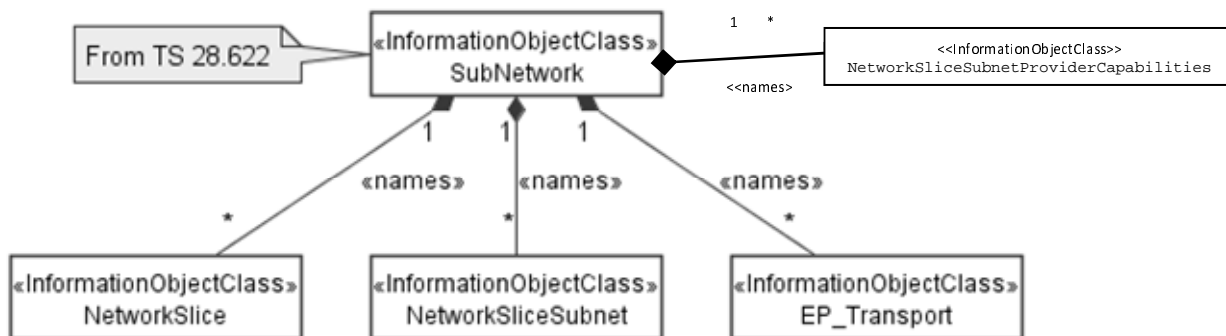 1 *
«InformationObjectClass»
SubNetwork
From TS 28.622
<<InformationObjectClass>>
NetworkSliceSubnetProviderCapabilities
<<names>
1 1 1
«names» «names» «names»
* * *
«InformationObjectClass» «InformationObjectClass» «InformationObjectClass»
NetworkSlice NetworkSliceSubnet EP_Transport